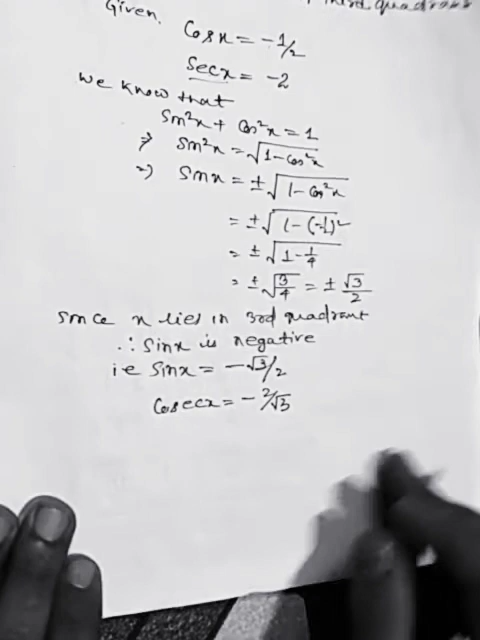 Third quadrant
Given,
Cos x = -1/2
Sec x = -2
We know that
Sin²x + Cos²x = 1
⇒ Sin²x = √1-cos²x
⇒ Sin x = ±√1-Cos²x
= ±√1-(-1/2)²
= ±√1-1/4
= ±√3/4 = ±√3/2
Since x lies in 3rd quadrant
∴ Sin x is negative
i e Sin x = -√3/2
Cosec x = -2/√3